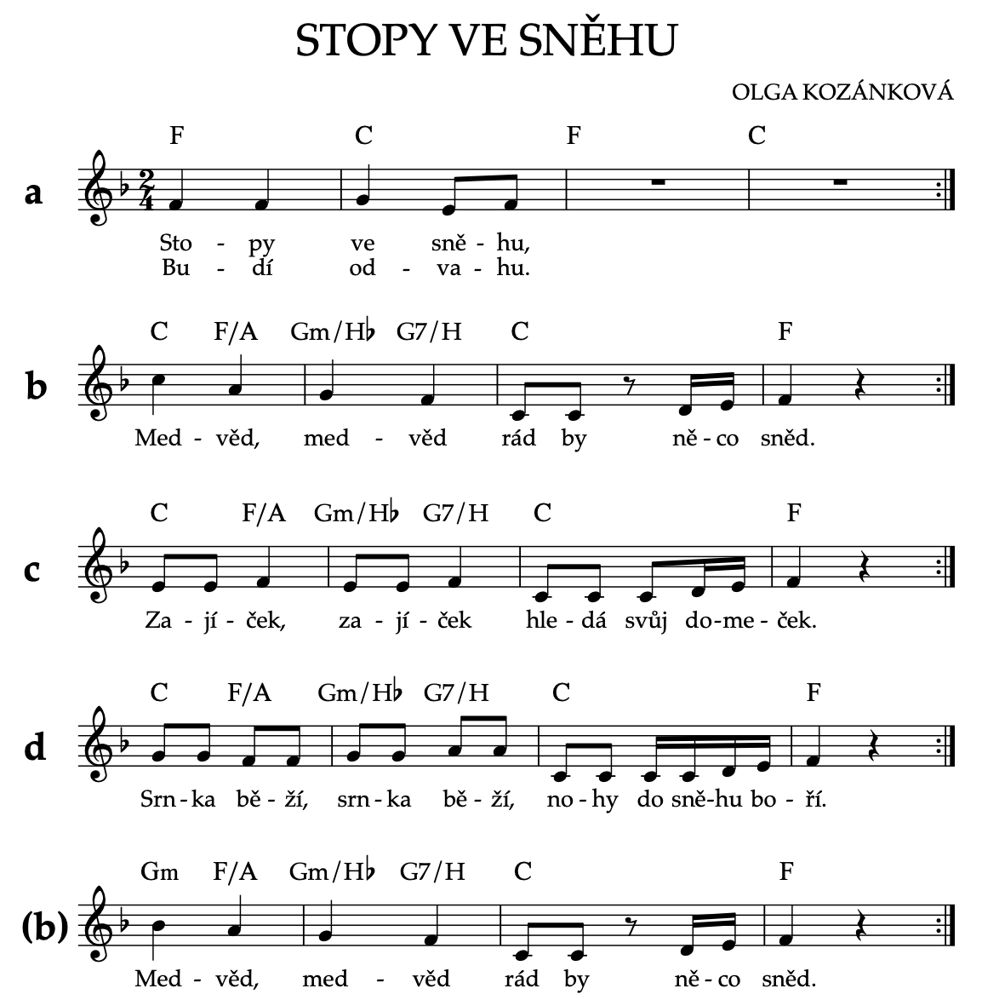 STOPY VE SNĚHU
OLGA KOZÁNKOVÁ
F C F C
a
2
4
Sto - py ve sně - hu,
Bu - dí od - va - hu.
C F/A Gm/H♭ G7/H C F
b
Med - věd, med - věd rád by ně - co sněd.
C F/A Gm/H♭ G7/H C F
c
Za - jí - ček, za - jí - ček hle - dá svůj do-me - ček.
C F/A Gm/H♭ G7/H C F
d
Srn - ka bě - ží, srn - ka bě - ží, no - hy do sně-hu bo - ří.
Gm F/A Gm/H♭ G7/H C F
(b)
Med - věd, med - věd rád by ně - co sněd.